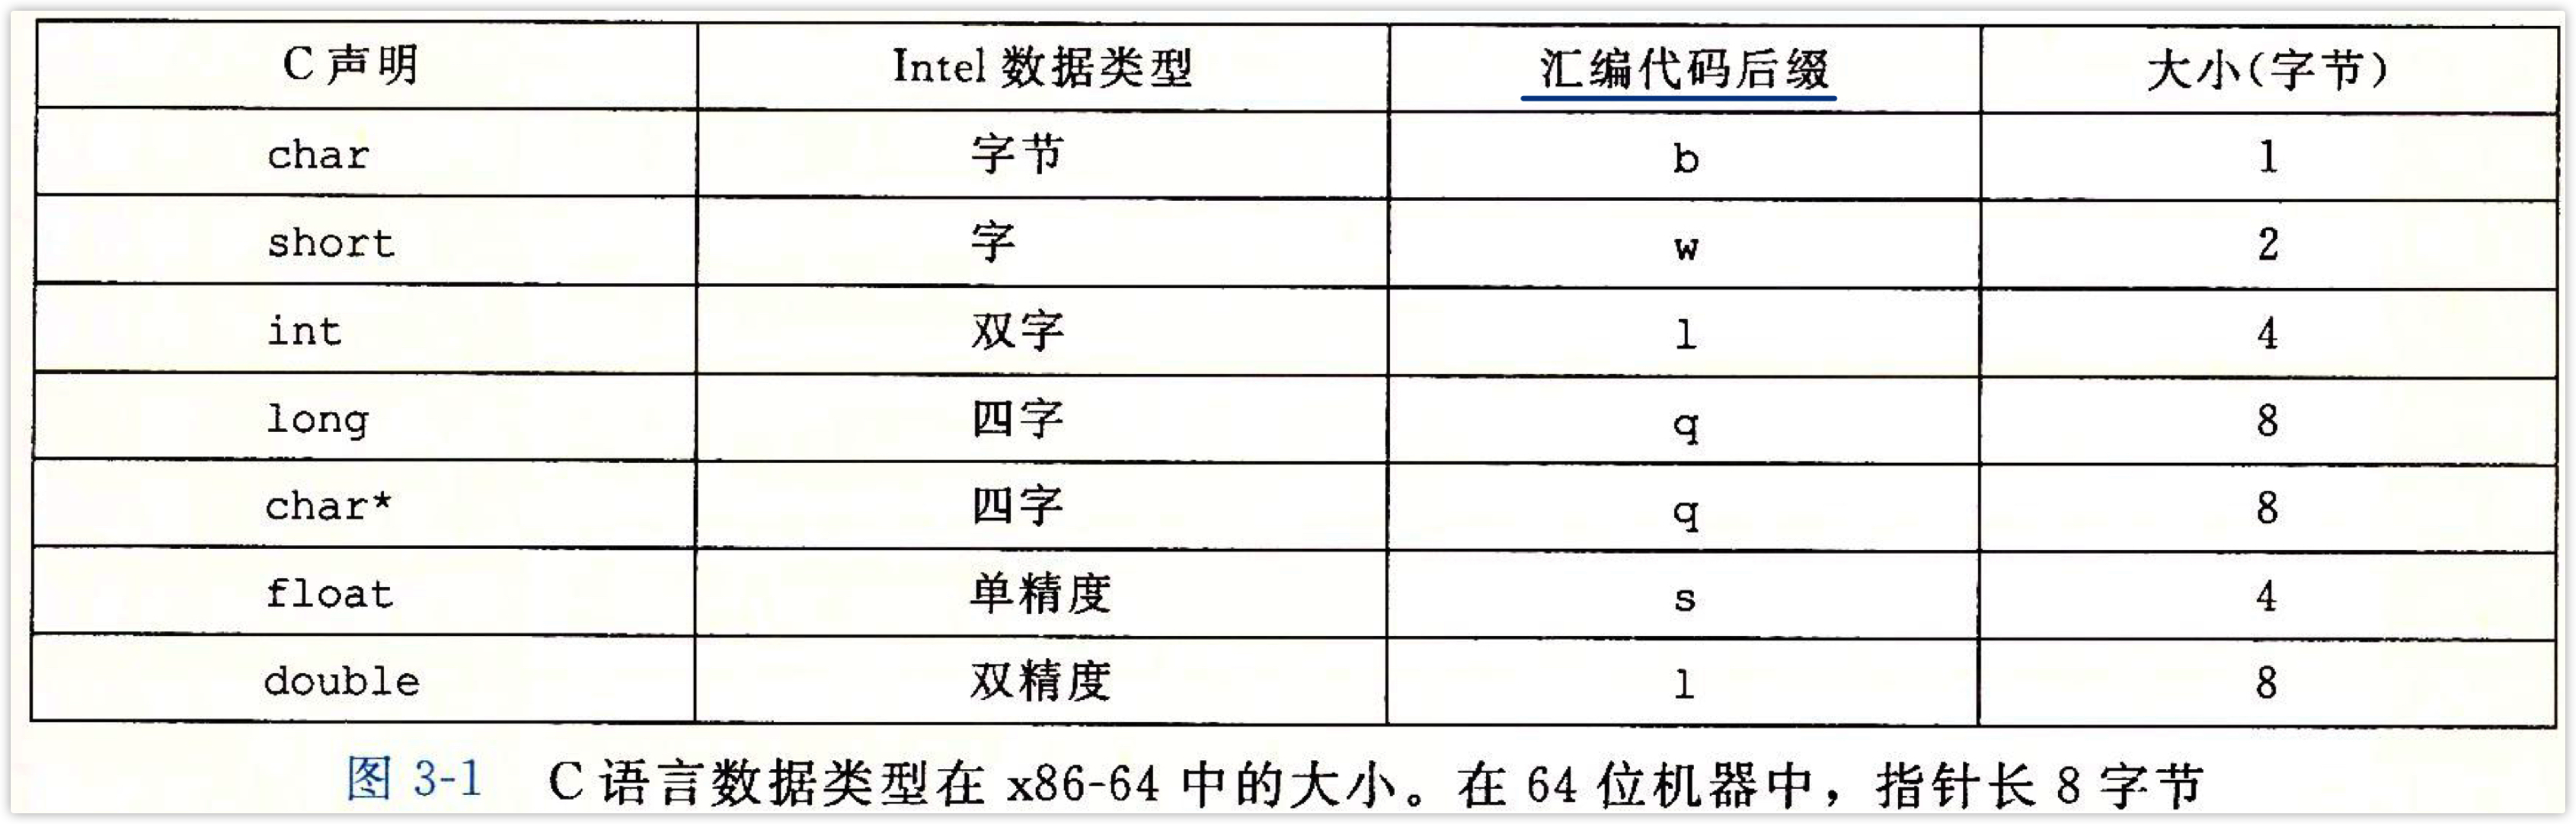 C 声明 Intel 数据类型 汇编代码后缀 大小(字节)
char 字节 b 1
short 字 w 2
int 双字 l 4
long 四字 q 8
char* 四字 q 8
float 单精度 s 4
double 双精度 l 8
图 3-1 C 语言数据类型在 x86-64 中的大小。在 64 位机器中，指针长 8 字节